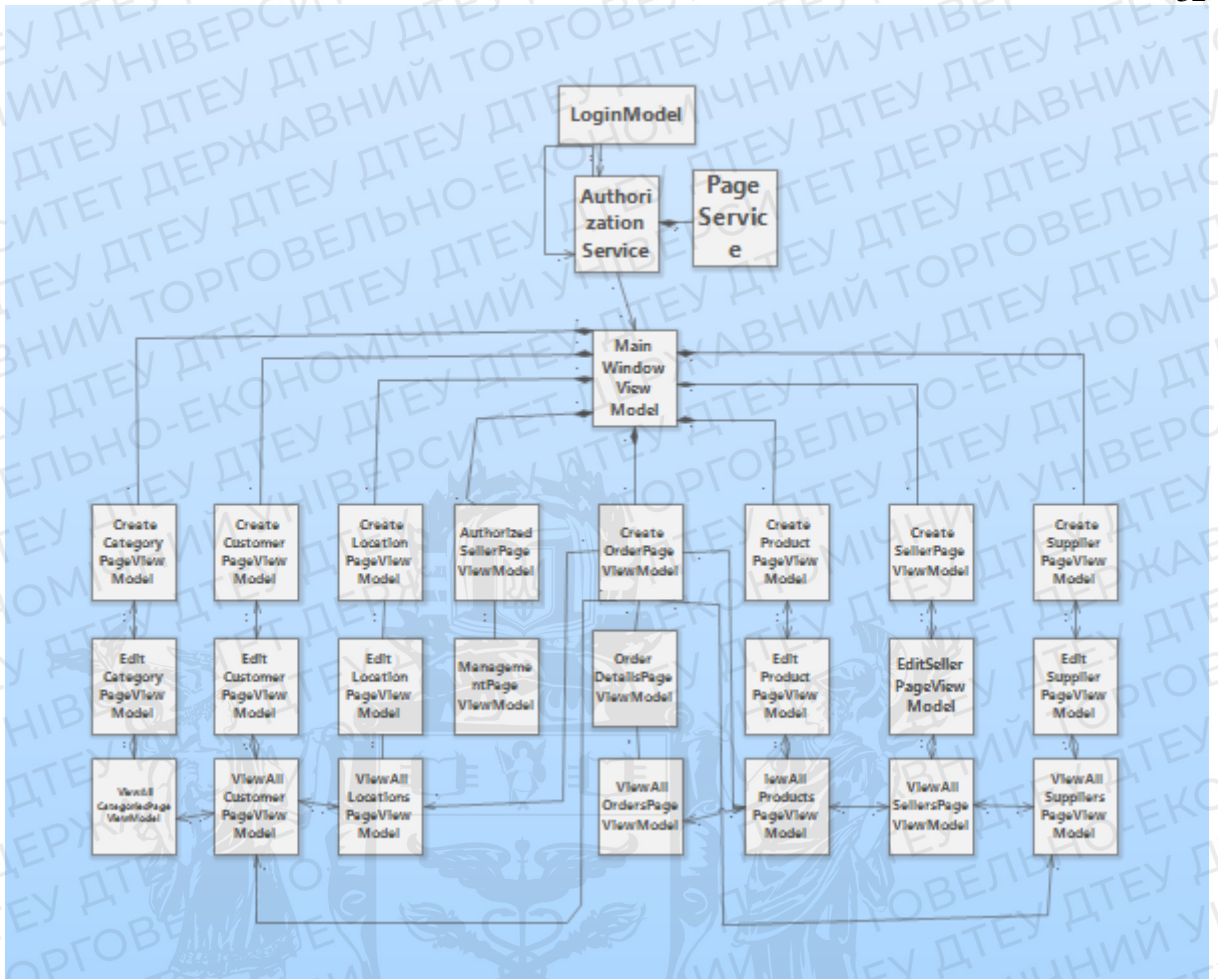 LoginModel
Authori
zation
Service
Page
Servic
e
Main
Window
View
Model
Create
Category
PageView
Model
Create
Customer
PageView
Model
Create
Location
PageView
Model
Authorized
SellerPage
ViewModel
Create
OrderPage
ViewModel
Create
Product
PageView
Model
Create
SellerPage
ViewModel
Create
Supplier
PageView
Model
Edit
Category
PageView
Model
Edit
Customer
PageView
Model
Edit
Location
PageView
Model
Manageme
ntPage
ViewModel
Order
DetailsPage
ViewModel
Edit
Product
PageView
Model
EditSeller
PageView
Model
Edit
Supplier
PageView
Model
ViewAll
CategoriesPage
ViewModel
ViewAll
Customer
PageView
Model
ViewAll
Locations
PageView
Model
ViewAll
OrdersPage
ViewModel
iewAll
Products
PageView
Model
ViewAll
SellersPage
ViewModel
ViewAll
Suppliers
PageView
Model